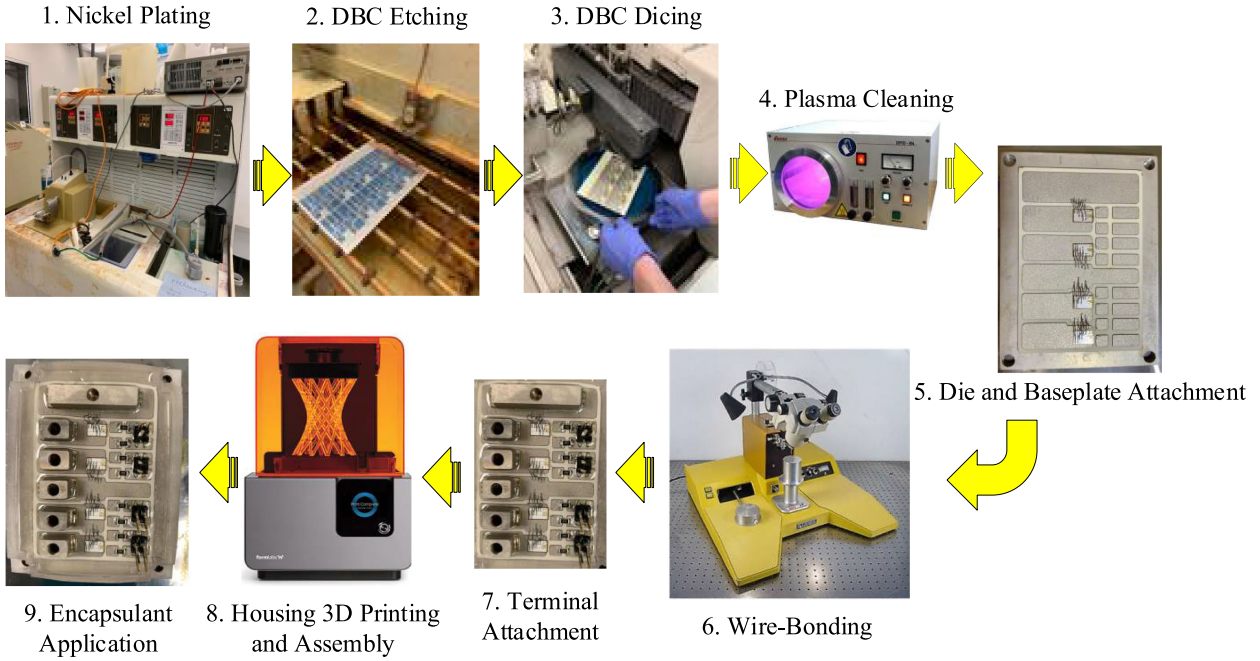 1. Nickel Plating
2. DBC Etching
3. DBC Dicing
4. Plasma Cleaning
5. Die and Baseplate Attachment
6. Wire-Bonding
7. Terminal
Attachment
8. Housing 3D Printing
and Assembly
9. Encapsulant
Application